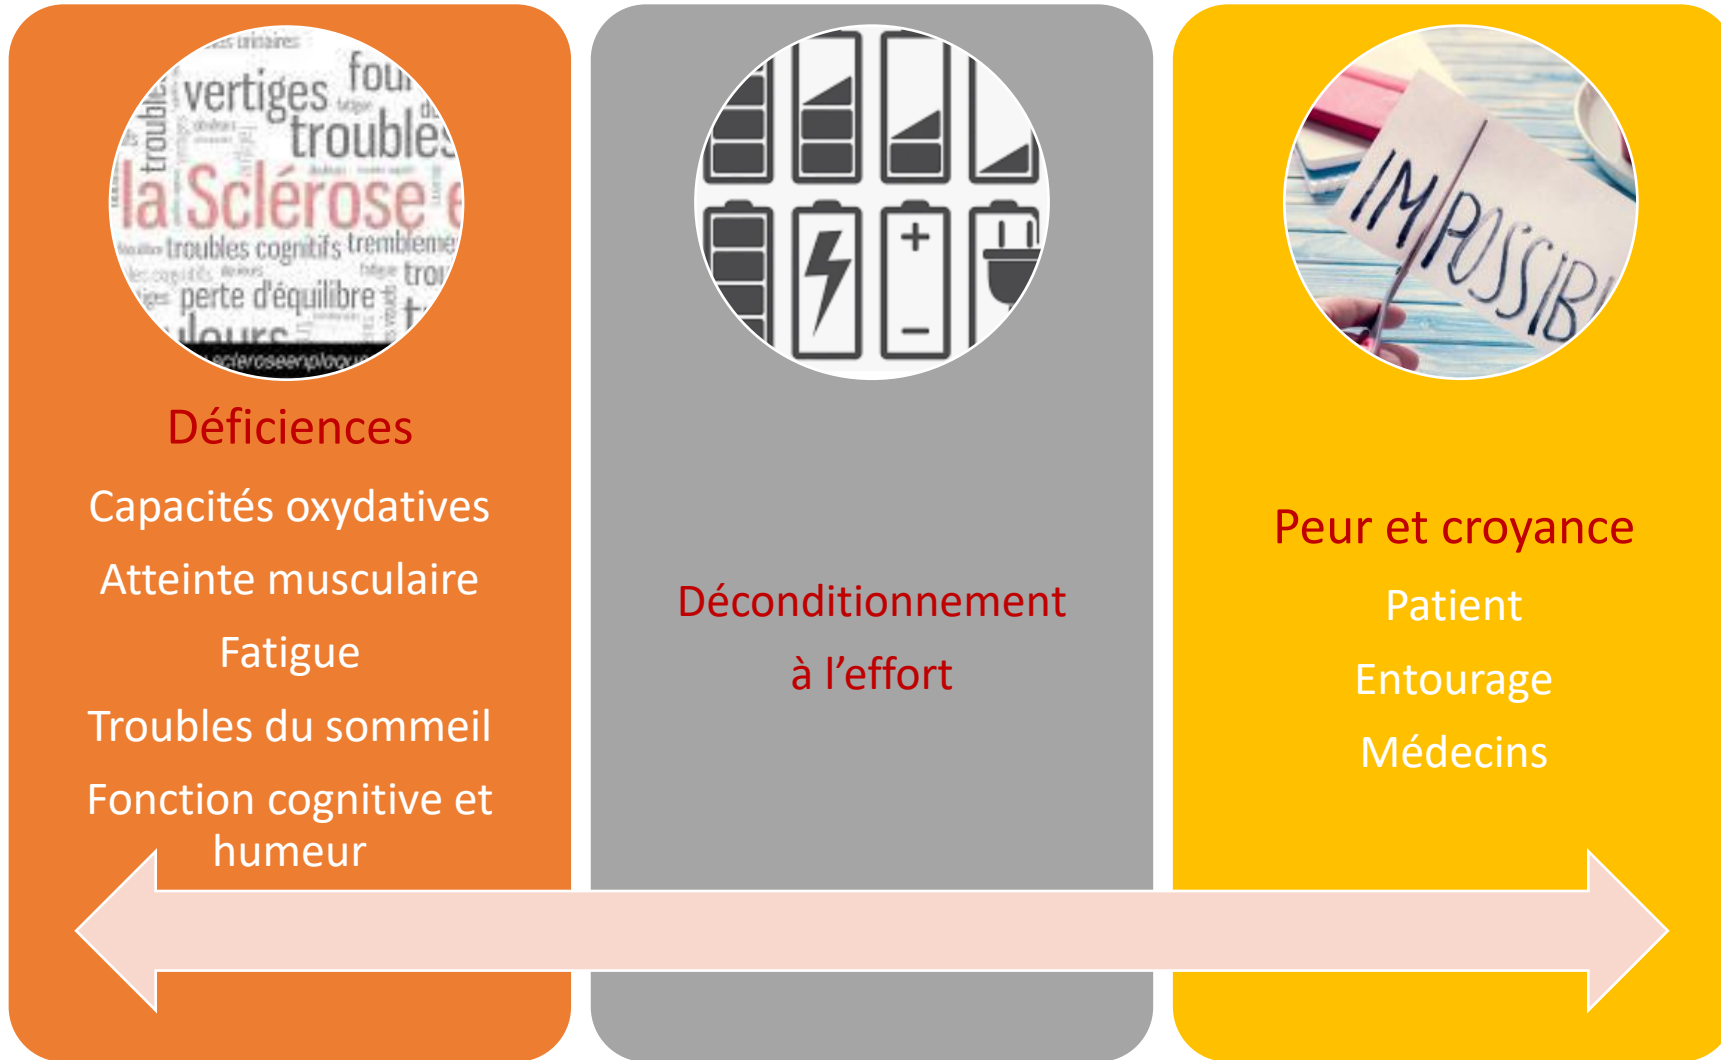 vertiges
troubles
la Sclérose
troubles cognitifs
perte d'équilibre
Déficiences
Capacités oxydatives
Atteinte musculaire
Fatigue
Troubles du sommeil
Fonction cognitive et
humeur
Déconditionnement
à l’effort
IMPOSSIB
Peur et croyance
Patient
Entourage
Médecins